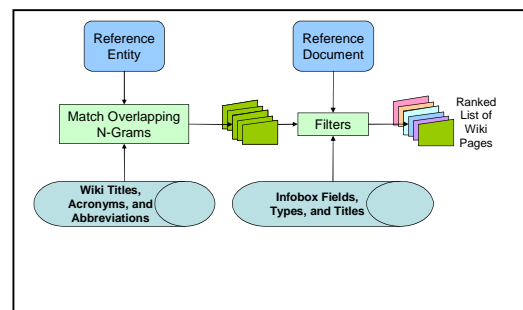 Reference
Entity
Reference
Document
Match Overlapping
N-Grams
Filters
Ranked
List of
Wiki
Pages
Wiki Titles,
Acronyms, and
Abbreviations
Infobox Fields,
Types, and Titles